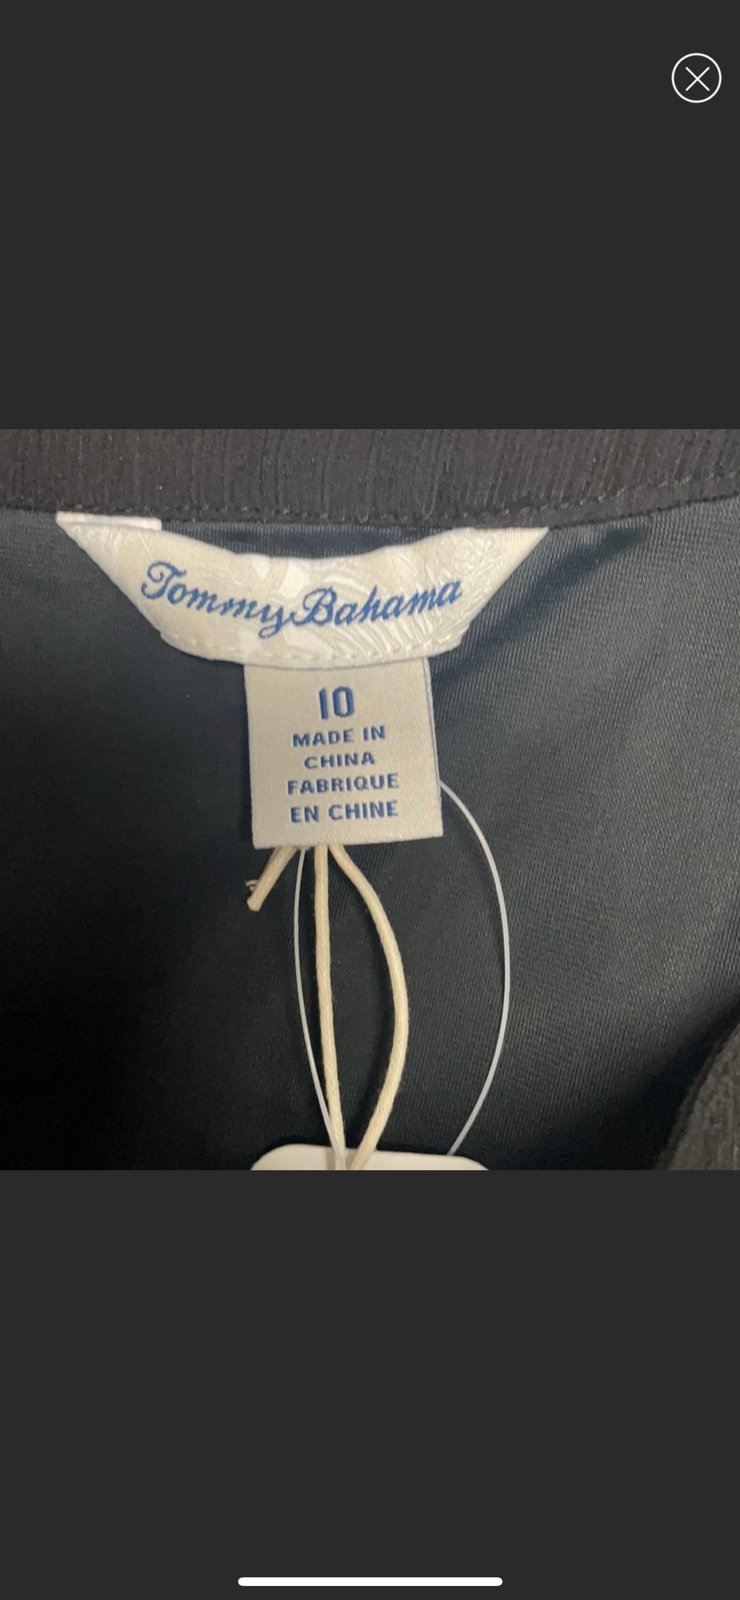 Tommy Bahama
10
MADE IN
CHINA
FABRIQUE
EN CHINE